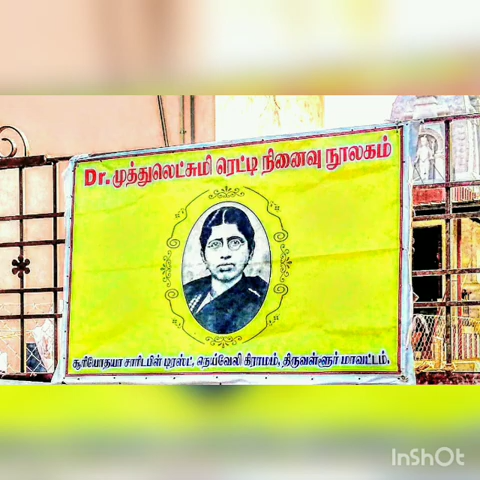 Dr. முத்துலெட்சுமி ரெட்டி நினைவு நூலகம்
சூரியோதயா சாரிடபிள் டிரஸ்ட், நெய்வேலி கிராமம், திருவள்ளூர் மாவட்டம்.
InShOt